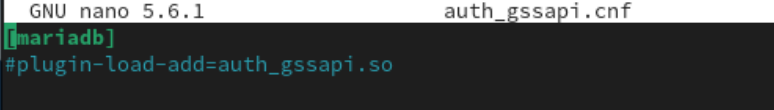 GNU nano 5.6.1 auth_gssapi.cnf
[mariadb]
#plugin-load-add=auth_gssapi.so